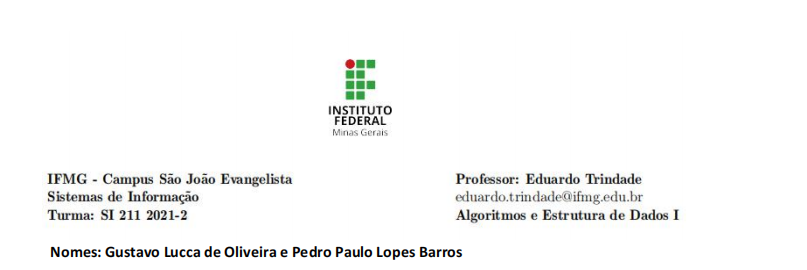 INSTITUTO
FEDERAL
Minas Gerais
IFMG - Campus São João Evangelista
Sistemas de Informação
Turma: SI 211 2021-2
Professor: Eduardo Trindade
eduardo.trindade@ifmg.edu.br
Algoritmos e Estrutura de Dados I
Nomes: Gustavo Lucca de Oliveira e Pedro Paulo Lopes Barros